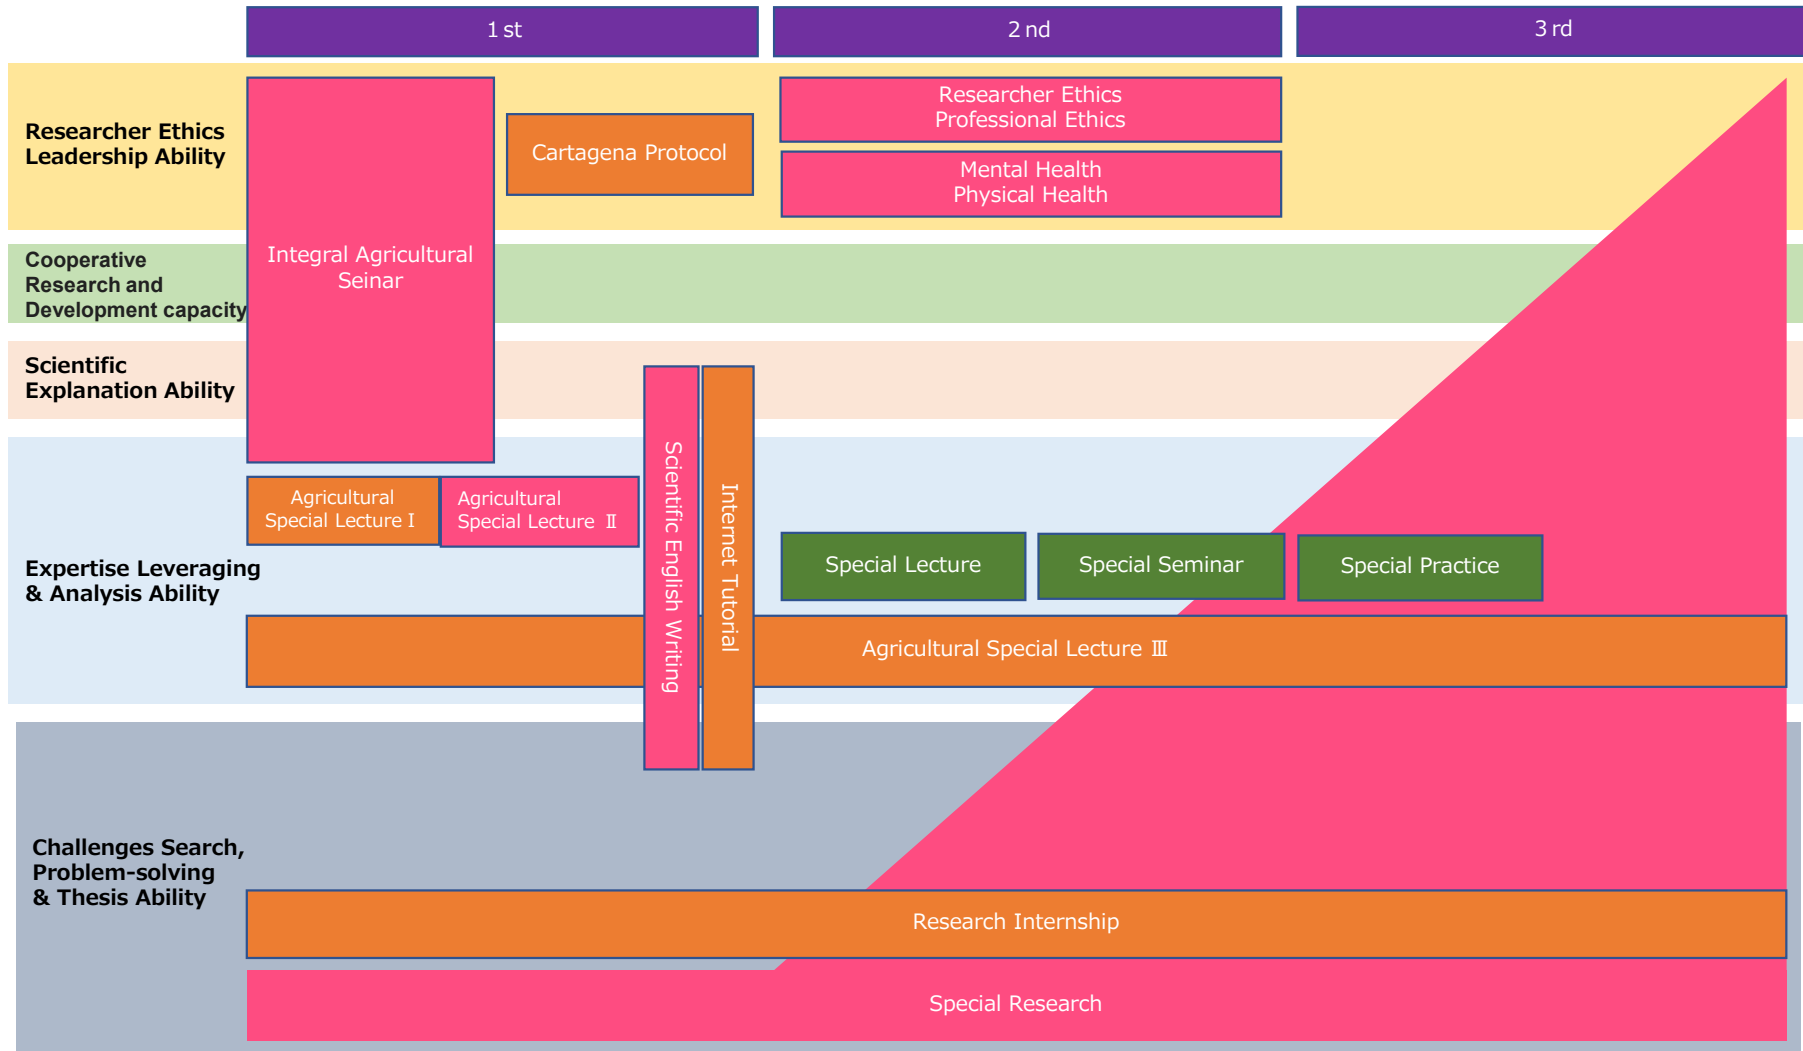 1 st
2 nd
3 rd
Researcher Ethics
Leadership Ability
Cartagena Protocol
Researcher Ethics
Professional Ethics
Mental Health
Physical Health
Integral Agricultural
Seinar
Cooperative
Research and
Development capacity
Scientific
Explanation Ability
Agricultural
Special Lecture Ⅰ
Agricultural
Special Lecture Ⅱ
Scientific English Writing
Internet Tutorial
Expertise Leveraging
& Analysis Ability
Special Lecture
Special Seminar
Special Practice
Agricultural Special Lecture Ⅲ
Challenges Search,
Problem-solving
& Thesis Ability
Research Internship
Special Research